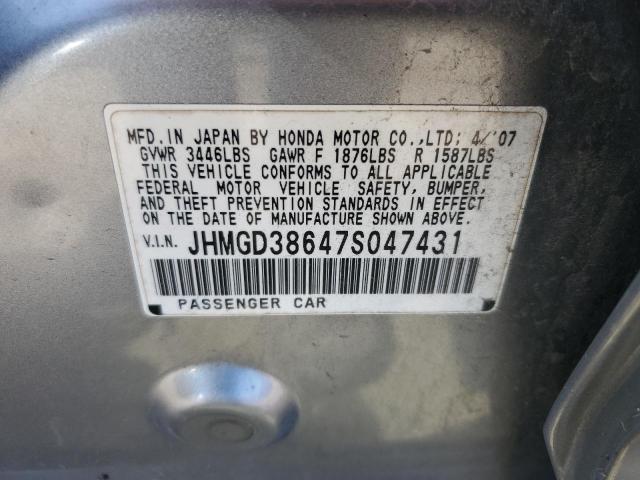 MFD. IN JAPAN BY HONDA MOTOR CO.,LTD; 4/'07
GVWR 3446LBS GAWR F 1876LBS R 1587LBS
THIS VEHICLE CONFORMS TO ALL APPLICABLE
FEDERAL MOTOR VEHICLE SAFETY, BUMPER,
AND THEFT PREVENTION STANDARDS IN EFFECT
ON THE DATE OF MANUFACTURE SHOWN ABOVE.
V.I.N. JHMGD38647S047431
PASSENGER CAR